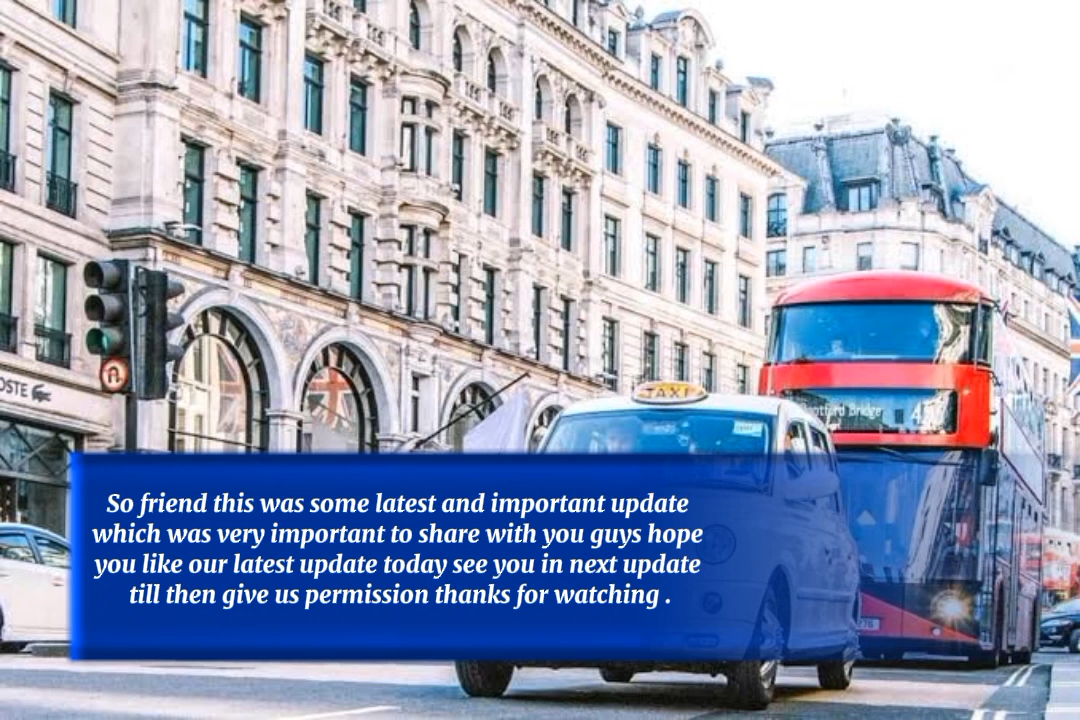 OSTE
TAXI
So friend this was some latest and important update
which was very important to share with you guys hope
you like our latest update today see you in next update
till then give us permission thanks for watching .